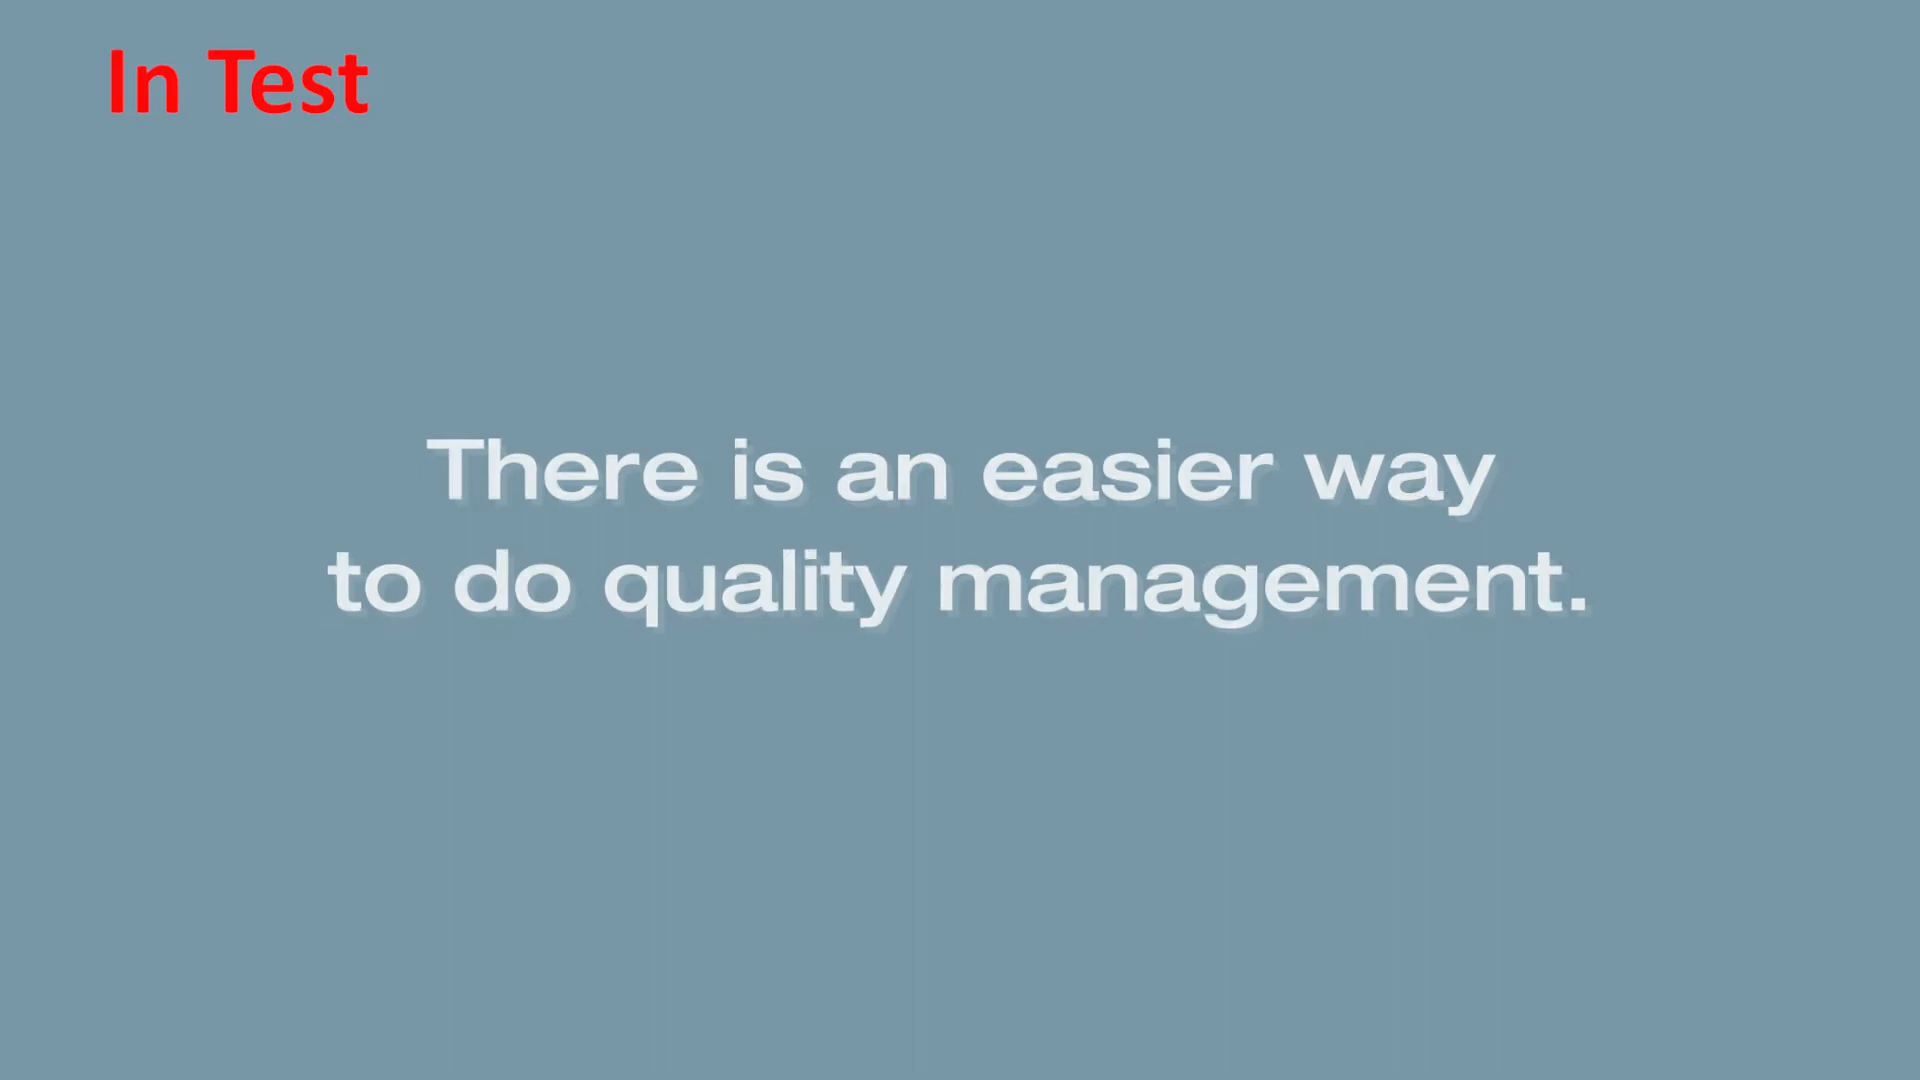 In Test
There is an easier way
to do quality management.